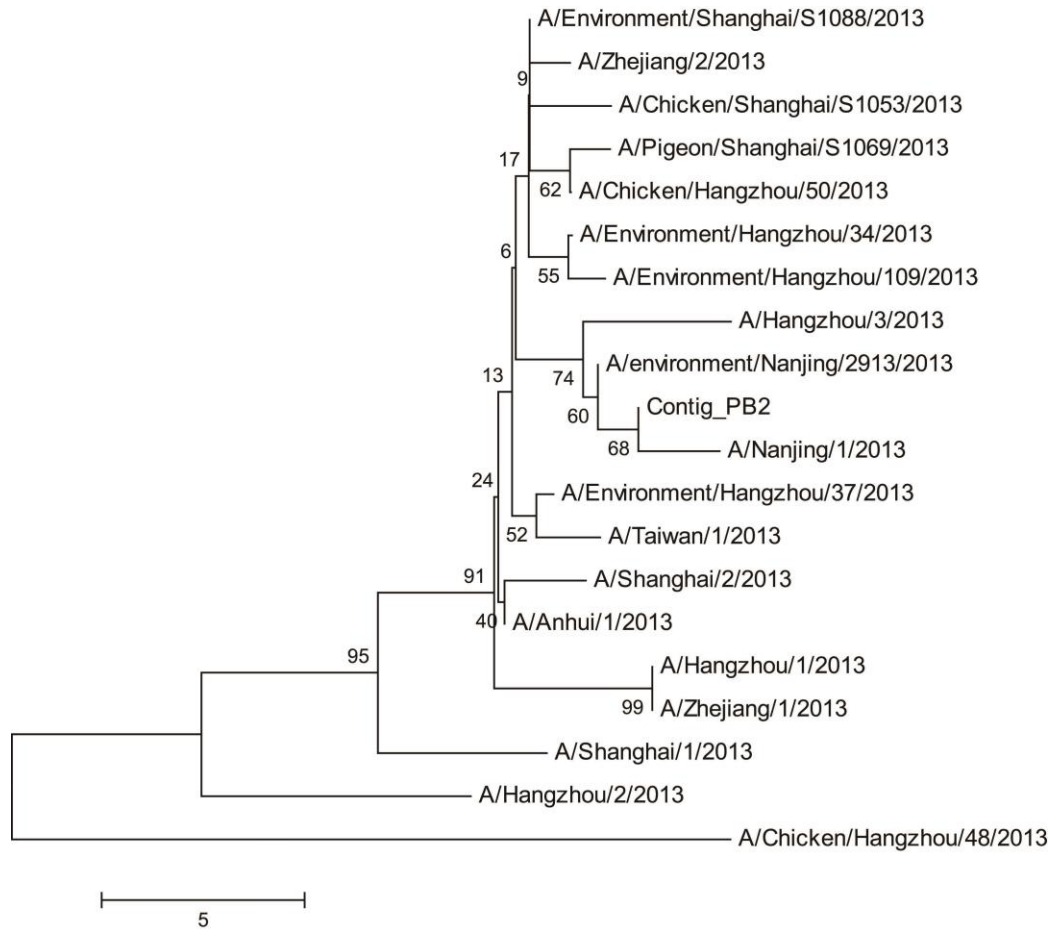 A/Environment/Shanghai/S1088/2013
A/Zhejiang/2/2013
9
A/Chicken/Shanghai/S1053/2013
A/Pigeon/Shanghai/S1069/2013
17
62
A/Chicken/Hangzhou/50/2013
A/Environment/Hangzhou/34/2013
6
55
A/Environment/Hangzhou/109/2013
A/Hangzhou/3/2013
A/environment/Nanjing/2913/2013
13
74
Contig_PB2
60
A/Nanjing/1/2013
68
24
A/Environment/Hangzhou/37/2013
52
A/Taiwan/1/2013
91
A/Shanghai/2/2013
40
A/Anhui/1/2013
95
A/Hangzhou/1/2013
99
A/Zhejiang/1/2013
A/Shanghai/1/2013
A/Hangzhou/2/2013
A/Chicken/Hangzhou/48/2013
5